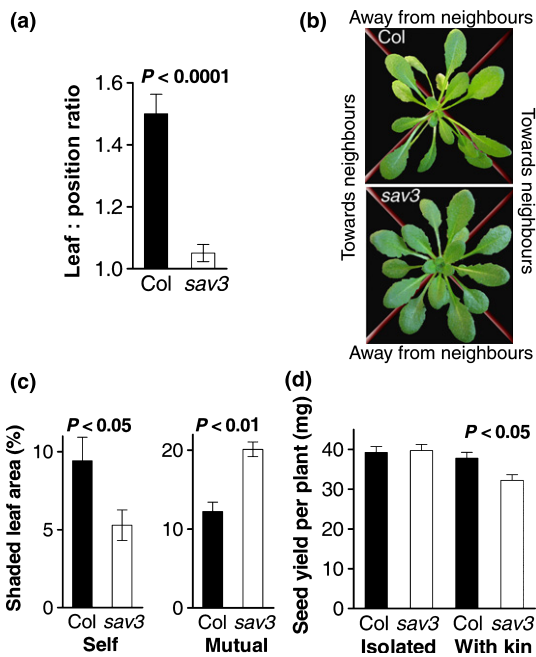 (a)
P < 0.0001
Leaf : position ratio
1.6
1.4
1.2
1.0
Col sav3
(b)
Away from neighbours
Col
Towards neighbours
Towards neighbours
sav3
Away from neighbours
(c)
P < 0.05
P < 0.01
Shaded leaf area (%)
10
5
0
Col sav3
Self
20
10
0
Col sav3
Mutual
(d)
P < 0.05
Seed yield per plant (mg)
40
30
20
10
0
Col sav3 Col sav3
Isolated With kin